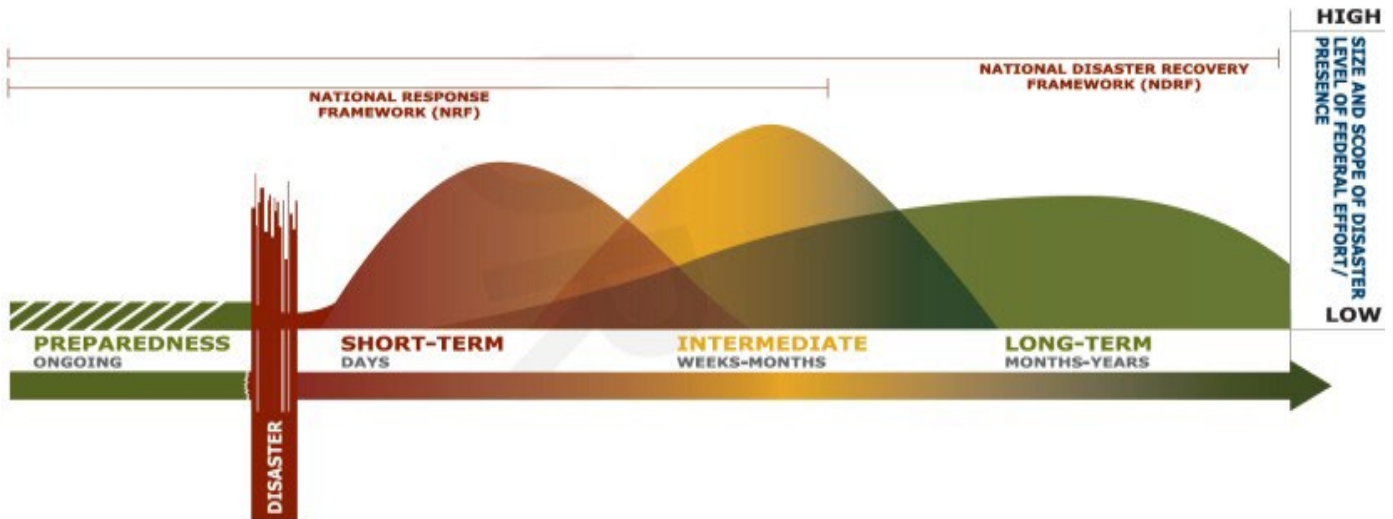 HIGH
SIZE AND SCOPE OF DISASTER
LEVEL OF FEDERAL EFFORT/
PRESENCE
LOW
NATIONAL DISASTER RECOVERY
FRAMEWORK (NDRF)
NATIONAL RESPONSE
FRAMEWORK (NRF)
PREPAREDNESS
ONGOING
SHORT-TERM
DAYS
INTERMEDIATE
WEEKS-MONTHS
LONG-TERM
MONTHS-YEARS
DISASTER